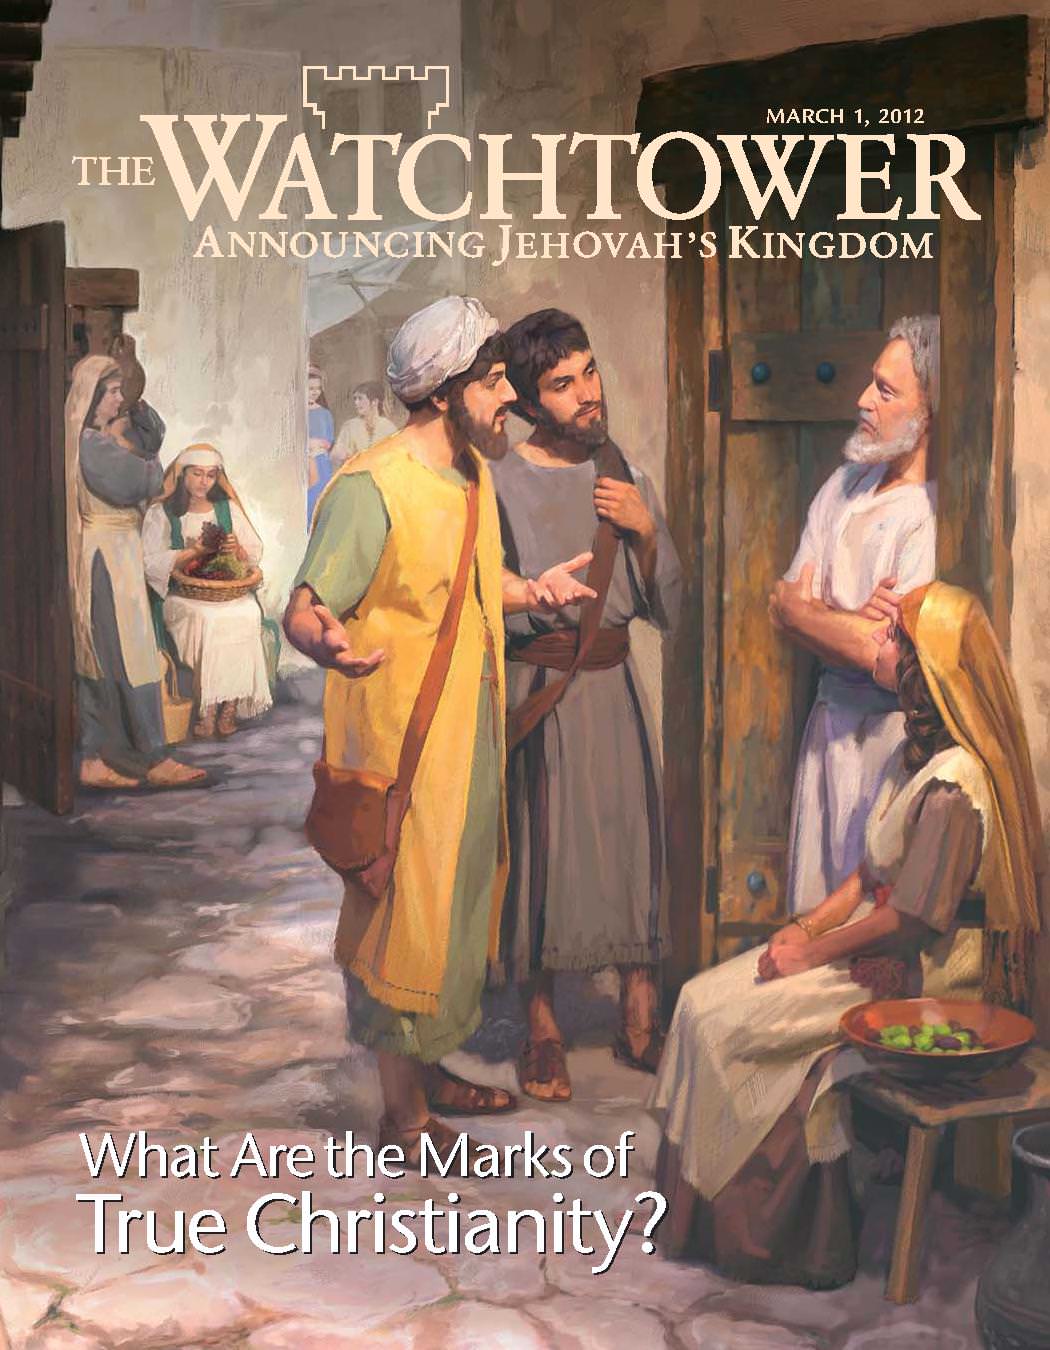 MARCH 1, 2012
THE WATCHTOWER
ANNOUNCING JEHOVAH'S KINGDOM
What Are the Marks of
True Christianity?